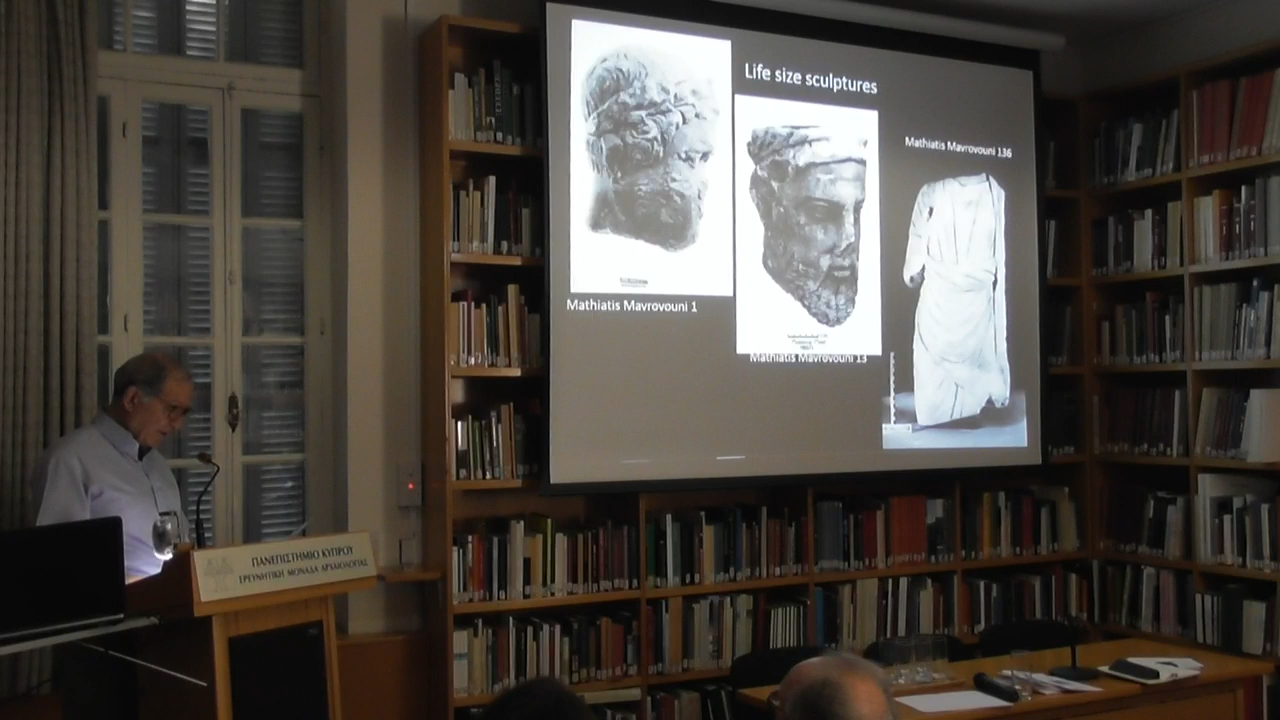 Life size sculptures
Mathiatis Mavrovouni 136
Mathiatis Mavrovouni 1
Mathiatis Mavrovouni 13
ΠΑΝΕΠΙΣΤΗΜΙΟ ΚΥΠΡΟΥ
ΕΡΕΥΝΗΤΙΚΗ ΜΟΝΑΔΑ ΑΡΧΑΙΟΛΟΓΙΑΣ